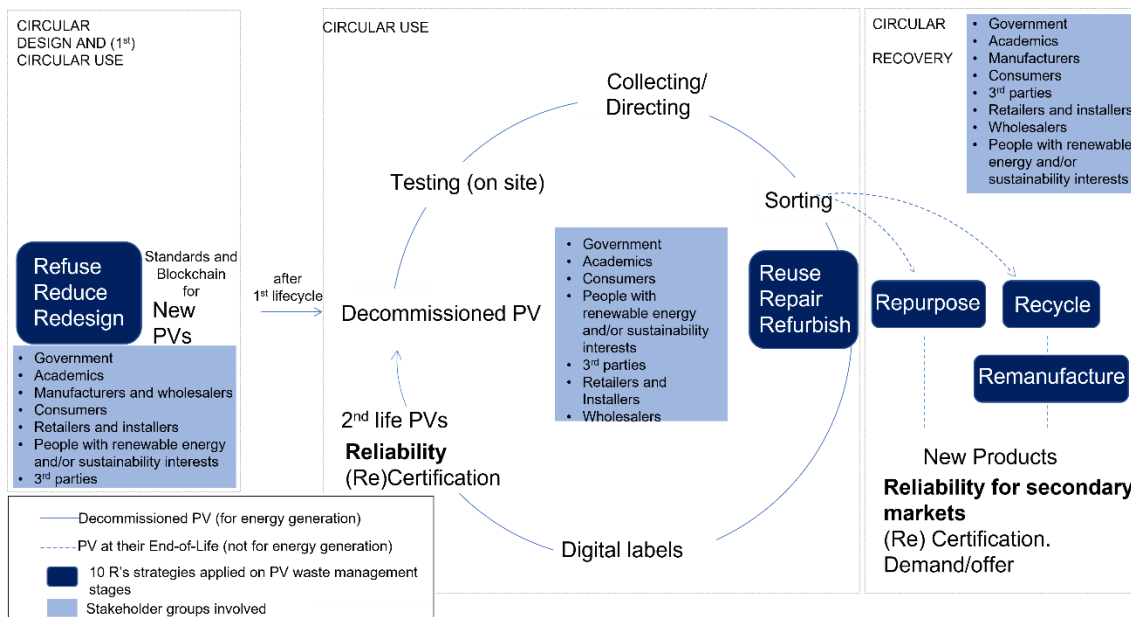 CIRCULAR
DESIGN AND (1st)
CIRCULAR USE
Refuse
Reduce
Redesign
Standards and
Blockchain
for
New
PVs
• Government
• Academics
• Manufacturers and wholesalers
• Consumers
• Retailers and installers
• People with renewable energy
and/or sustainability interests
• 3rd parties
after
1st lifecycle
CIRCULAR USE
Collecting/
Directing
Testing (on site)
Sorting
Decommissioned PV
• Government
• Academics
• Consumers
• People with
renewable energy
and/or sustainability
interests
• 3rd parties
• Retailers and
Installers
• Wholesalers
Reuse
Repair
Refurbish
2nd life PVs
Reliability
(Re)Certification
Digital labels
CIRCULAR
RECOVERY
• Government
• Academics
• Manufacturers
• Consumers
• 3rd parties
• Retailers and installers
• Wholesalers
• People with renewable
energy and/or
sustainability interests
Repurpose
Recycle
Remanufacture
New Products
Reliability for secondary
markets
(Re) Certification.
Demand/offer
Decommissioned PV (for energy generation)
PV at their End-of-Life (not for energy generation)
10 R's strategies applied on PV waste management
stages
Stakeholder groups involved